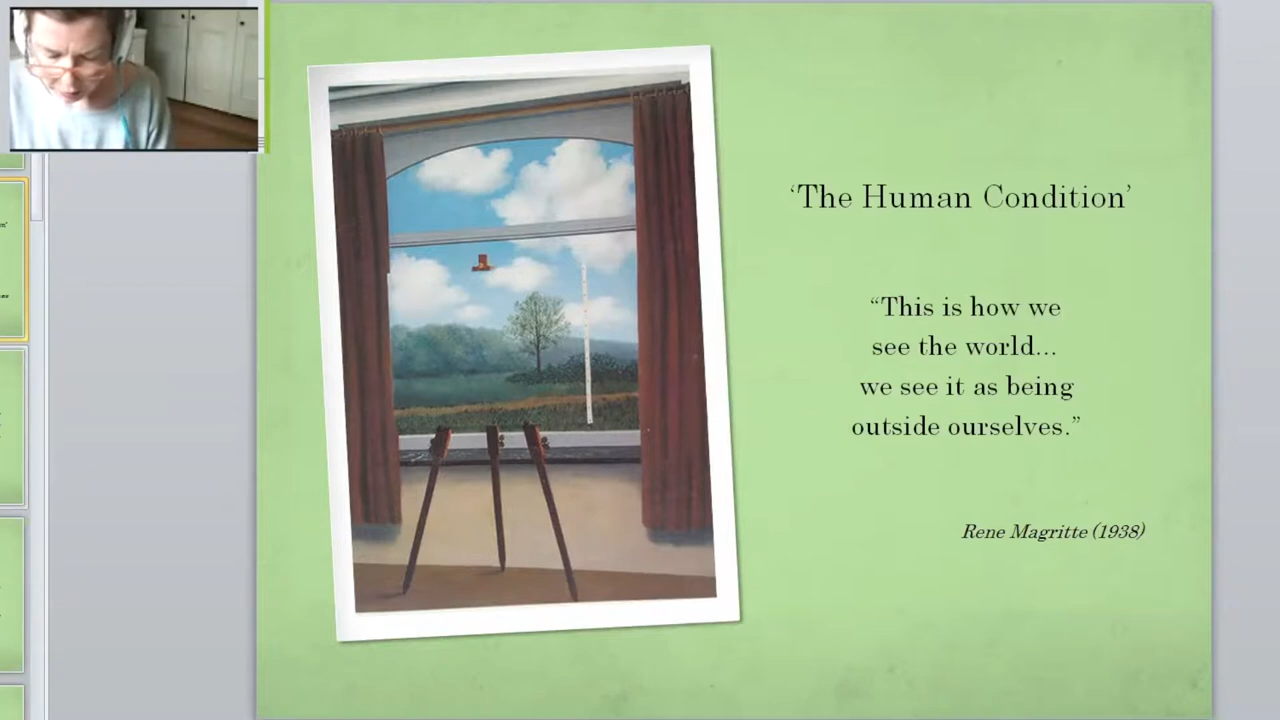 ‘The Human Condition’
“This is how we
see the world...
we see it as being
outside ourselves.”
Rene Magritte (1938)